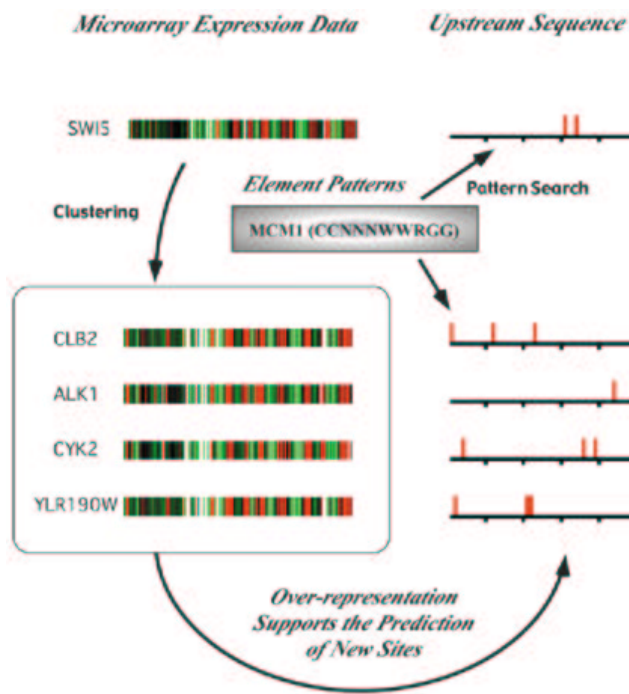 Microarray Expression Data
Upstream Sequence
SWI5
Element Patterns
Pattern Search
Clustering
MCM1 (CCNNNWWRGG)
CLB2
ALK1
CYK2
YLR190W
Over-representation
Supports the Prediction
of New Sites